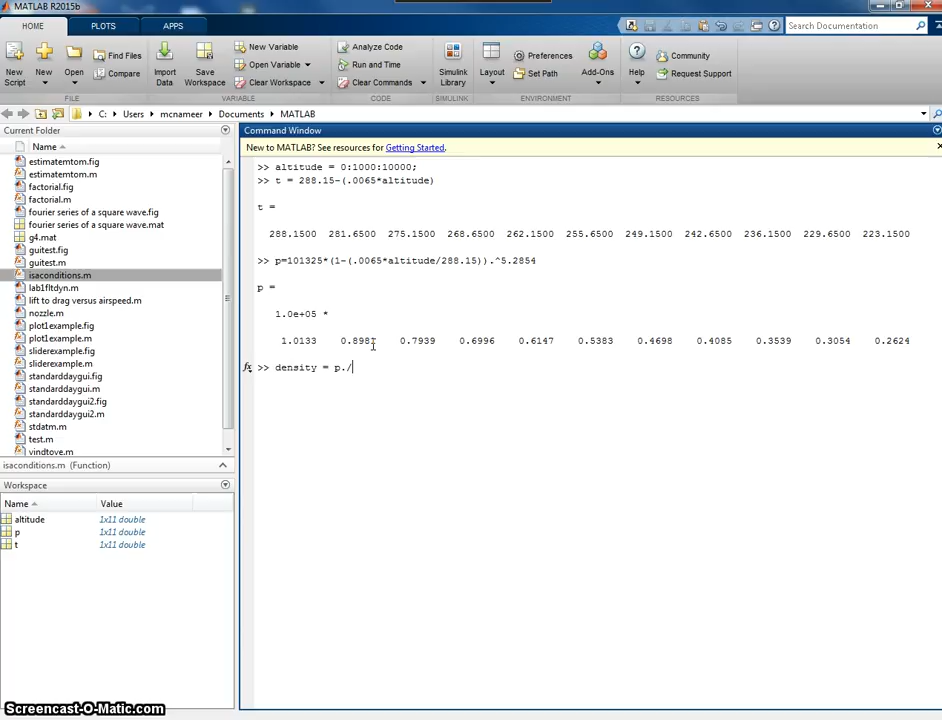 MATLAB R2015b
HOME PLOTS APPS
Search Documentation
New Script
New
Open
Find Files
Compare
FILE
Import Data
Save Workspace
New Variable
Open Variable
Clear Workspace
VARIABLE
Analyze Code
Run and Time
Clear Commands
CODE
Simulink Library
SIMULINK
Layout
Preferences
Set Path
Add-Ons
ENVIRONMENT
Help
Community
Request Support
RESOURCES
C: Users mcnameer Documents MATLAB
Current Folder
Name
estimatemtom.fig
estimatemtom.m
factorial.fig
factorial.m
fourier series of a square wave.fig
fourier series of a square wave.mat
g4.mat
guitest.fig
guitest.m
isaconditions.m
lab1fltdyn.m
lift to drag versus airspeed.m
nozzle.m
plot1example.fig
plot1example.m
sliderexample.fig
sliderexample.m
standarddaygui.fig
standarddaygui.m
standarddaygui2.fig
standarddaygui2.m
stdatm.m
test.m
vindtove.m
isaconditions.m (Function)
Workspace
Name Value
altitude 1x11 double
p 1x11 double
t 1x11 double
Command Window
New to MATLAB? See resources for Getting Started.
>> altitude = 0:1000:10000;
>> t = 288.15-(.0065*altitude)
t =
288.1500 281.6500 275.1500 268.6500 262.1500 255.6500 249.1500 242.6500 236.1500 229.6500 223.1500
>> p=101325*(1-(.0065*altitude/288.15)).^5.2854
p =
1.0e+05 *
1.0133 0.8987 0.7939 0.6996 0.6147 0.5383 0.4698 0.4085 0.3539 0.3054 0.2624
fx >> density = p./
Screencast-O-Matic.com